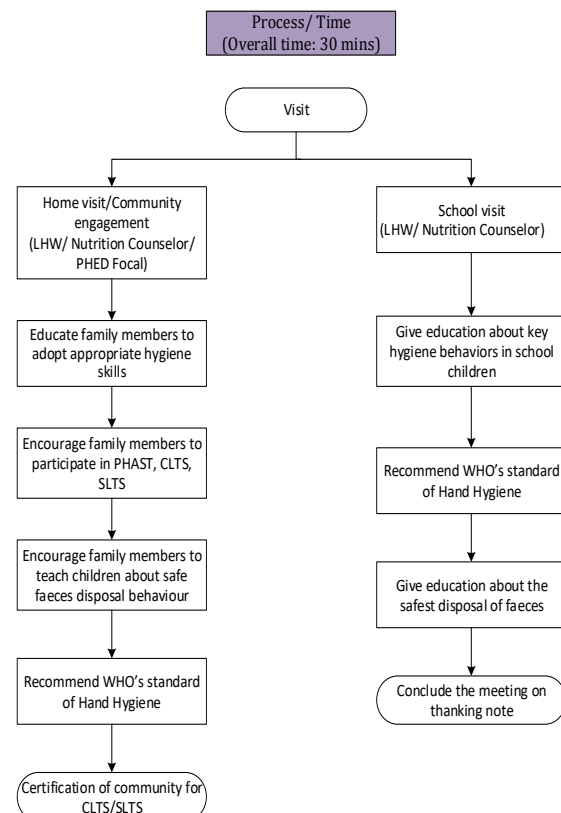 Process/ Time
(Overall time: 30 mins)
Visit
Home visit/Community
engagement
(LHW/ Nutrition Counselor/
PHED Focal)
Educate family members to
adopt appropriate hygiene
skills
Encourage family members to
participate in PHAST, CLTS,
SLTS
Encourage family members to
teach children about safe
faeces disposal behaviour
Recommend WHO's standard
of Hand Hygiene
Certification of community for
CLTS/SLTS
School visit
(LHW/ Nutrition Counselor)
Give education about key
hygiene behaviors in school
children
Recommend WHO's standard
of Hand Hygiene
Give education about the
safest disposal of faeces
Conclude the meeting on
thanking note